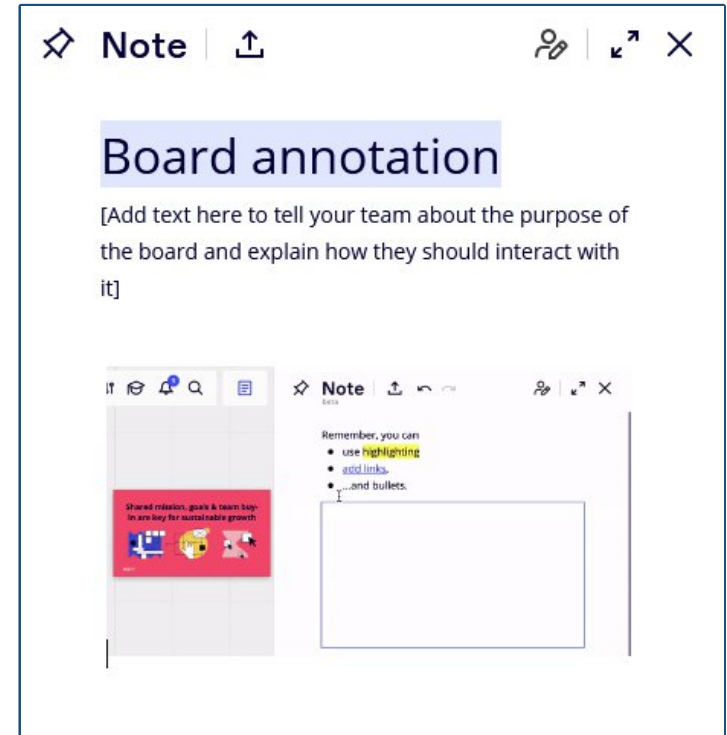 Note
Board annotation
[Add text here to tell your team about the purpose of
the board and explain how they should interact with
it]
Note
beta
Remember, you can
• use highlighting
• add links,
• ...and bullets.
Shared mission, goals & team buy-
in are key for sustainable growth